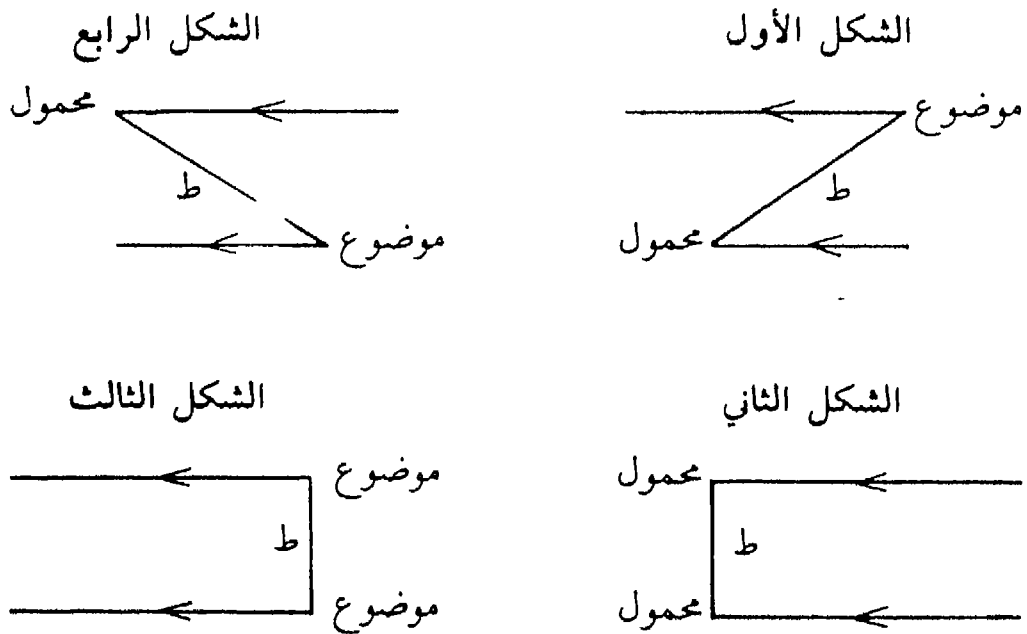 الشكل الأول
موضوع
ط
محمول
الشكل الرابع
محمول
ط
موضوع
الشكل الثاني
محمول
ط
محمول
الشكل الثالث
موضوع
ط
موضوع